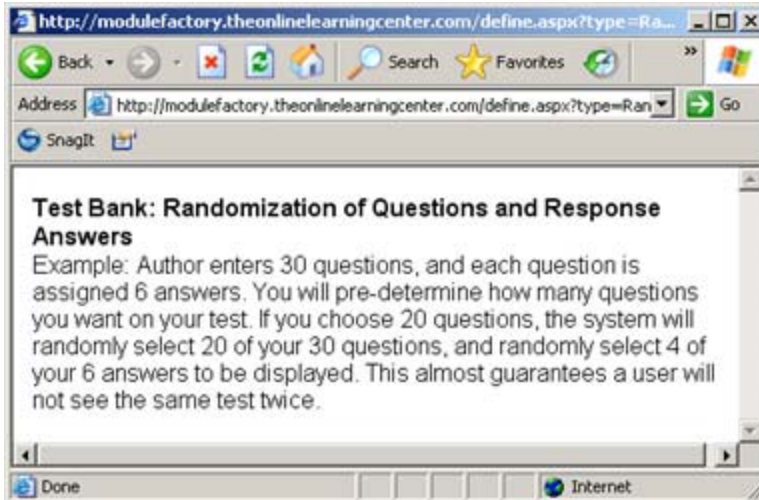 http://modulefactory.theonlinelearningcenter.com/define.aspx?type=Ra...
Back Search Favorites »
Address http://modulefactory.theonlinelearningcenter.com/define.aspx?type=Ran Go
SnagIt
Test Bank: Randomization of Questions and Response
Answers
Example: Author enters 30 questions, and each question is
assigned 6 answers. You will pre-determine how many questions
you want on your test. If you choose 20 questions, the system will
randomly select 20 of your 30 questions, and randomly select 4 of
your 6 answers to be displayed. This almost guarantees a user will
not see the same test twice.
Done Internet